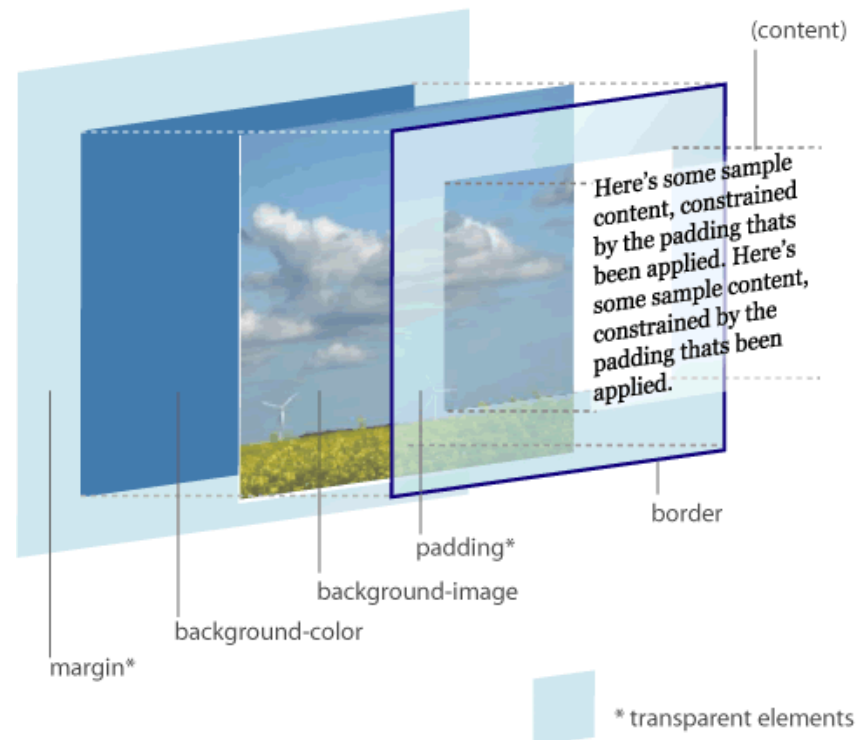 (content)
Here’s some sample
content, constrained
by the padding thats
been applied. Here’s
some sample content,
constrained by the
padding thats been
applied.
border
padding*
background-image
background-color
margin*
* transparent elements